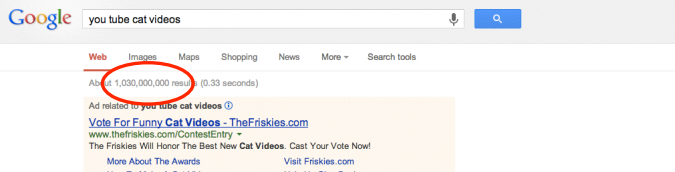 Google you tube cat videos
Web Images Maps Shopping News More Search tools
About 1,030,000,000 results (0.33 seconds)
Ad related to you tube cat videos
Vote For Funny Cat Videos - TheFriskies.com
www.thefriskies.com/ContestEntry
The Friskies Will Honor The Best New Cat Videos. Cast Your Vote Now!
More About The Awards Visit Friskies.com